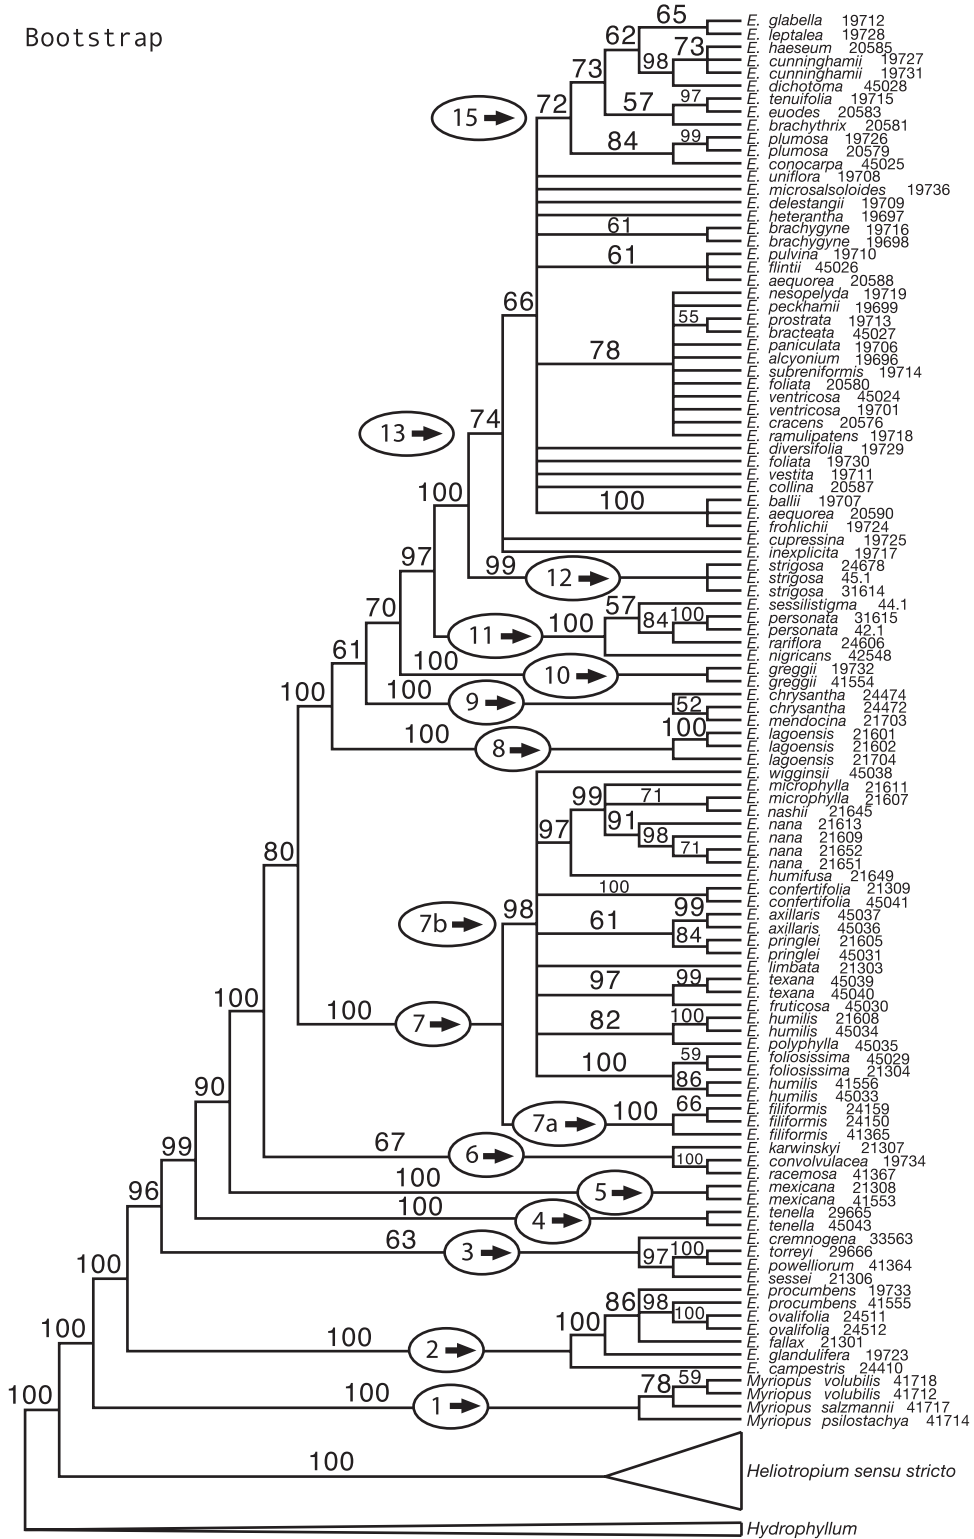 Bootstrap
65
E. glabella 19712
62
E. leptalea 19728
73
E. haeseum 20585
98
E. cunninghamii 19727
73
E. cunninghamii 19731
E. dichotoma 45028
72
57
97
E. tenuifolia 19715
E. euodes 20583
15
E. brachythrix 20581
84
99
E. plumosa 19726
E. plumosa 20579
E. conocarpa 45025
E. uniflora 19708
E. microsalsoloides 19736
E. delestangii 19709
E. heterantha 19697
61
E. brachygyne 19716
E. brachygyne 19698
61
E. pulvina 19710
E. flintii 45026
E. aequorea 20588
E. nesopelyda 19719
66
E. peckhamii 19699
55
E. prostrata 19713
E. bracteata 45027
78
E. paniculata 19706
E. alcyonium 19696
E. subreniformis 19714
E. foliata 20580
E. ventricosa 45024
E. ventricosa 19701
74
E. cracens 20576
13
E. ramulipatens 19718
E. diversifolia 19729
E. foliata 19730
E. vestita 19711
100
E. collina 20587
100
E. ballii 19707
E. aequorea 20590
E. frohlichii 19724
E. cupressina 19725
97
E. inexplicita 19717
99
12
E. strigosa 24678
E. strigosa 45.1
E. strigosa 31614
70
57
E. sessilistigma 44.1
11
100
84
100
E. personata 31615
E. personata 42.1
E. rariflora 24606
61
100
E. nigricans 42548
10
E. greggii 19732
E. greggii 41554
100
100
9
E. chrysantha 24474
52
E. chrysantha 24472
E. mendocina 21703
100
8
100
E. lagoensis 21601
E. lagoensis 21602
E. lagoensis 21704
E. wigginsii 45038
99
E. microphylla 21611
71
E. microphylla 21607
E. nashii 21645
97
91
E. nana 21613
98
E. nana 21609
80
71
E. nana 21652
E. nana 21651
E. humifusa 21649
100
E. confertifolia 21309
E. confertifolia 45041
98
7b
61
99
E. axillaris 45037
E. axillaris 45036
84
E. pringlei 21605
E. pringlei 45031
E. limbata 21303
97
99
E. texana 45039
E. texana 45040
100
E. fruticosa 45030
100
7
82
100
E. humilis 21608
E. humilis 45034
E. polyphylla 45035
100
59
E. foliosissima 45029
E. foliosissima 21304
90
86
E. humilis 41556
E. humilis 45033
7a
100
66
E. filiformis 24159
E. filiformis 24150
E. filiformis 41365
99
67
6
E. karwinskyi 21307
100
E. convolvulacea 19734
E. racemosa 41367
96
100
5
E. mexicana 21308
E. mexicana 41553
100
4
E. tenella 29665
E. tenella 45043
63
3
E. cremnogena 33563
97
100
E. torreyi 29666
E. powelliorum 41364
100
E. sessei 21306
E. procumbens 19733
86
98
E. procumbens 41555
100
100
E. ovalifolia 24511
E. ovalifolia 24512
100
100
2
E. fallax 21301
E. glandulifera 19723
E. campestris 24410
78
59
Myriopus volubilis 41718
100
100
1
Myriopus volubilis 41712
Myriopus salzmannii 41717
Myriopus psilostachya 41714
100
Heliotropium sensu stricto
Hydrophyllum